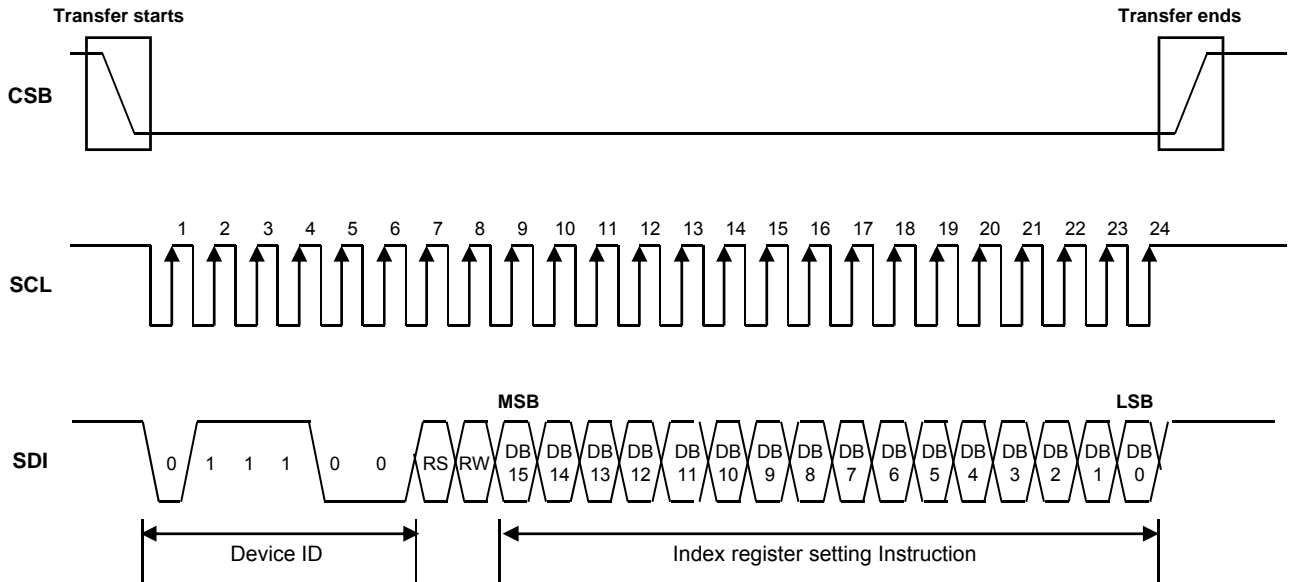 Transfer starts Transfer ends
CSB
1 2 3 4 5 6 7 8 9 10 11 12 13 14 15 16 17 18 19 20 21 22 23 24
SCL
MSB LSB
SDI 0 1 1 1 0 0 RS RW DB 15 DB 14 DB 13 DB 12 DB 11 DB 10 DB 9 DB 8 DB 7 DB 6 DB 5 DB 4 DB 3 DB 2 DB 1 DB 0
Device ID Index register setting Instruction